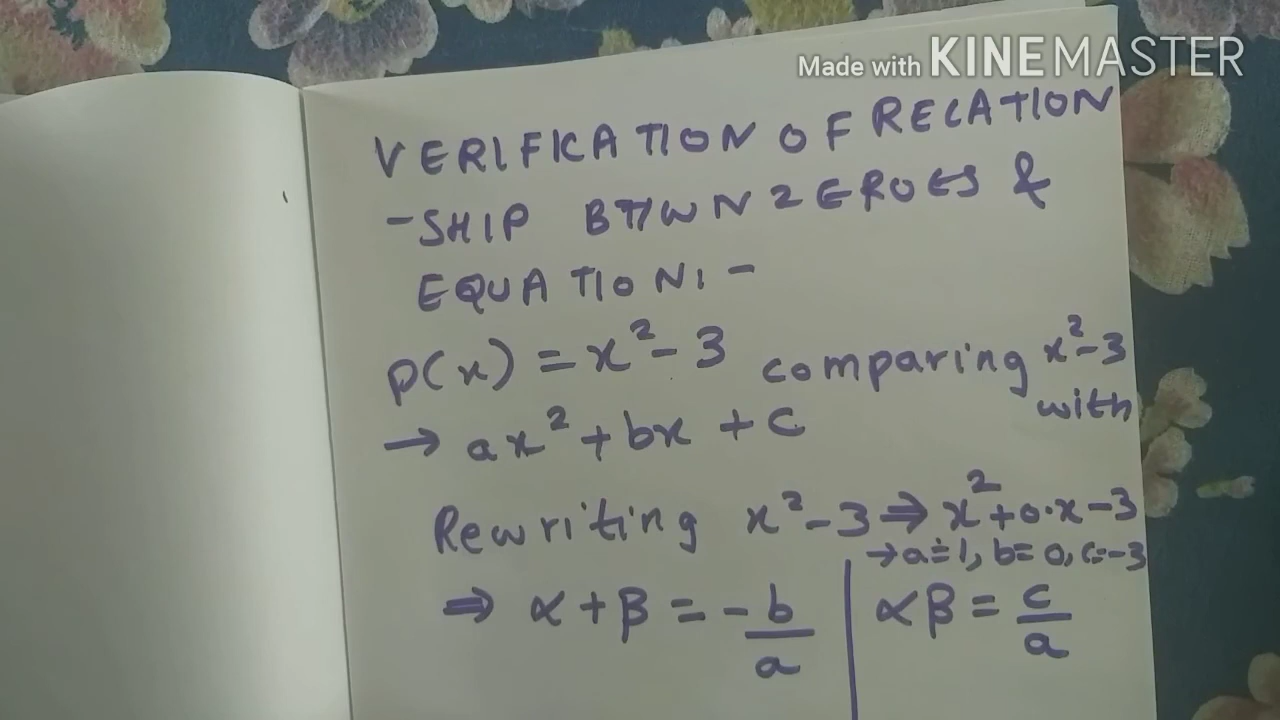 Made with KINEMASTER
VERIFICATION OF RELATION
-SHIP BTWN ZEROES &
EQUATION: -
p(x) = x² - 3 comparing x² - 3
with
→ ax² + bx + c
Rewriting x² - 3 ⇒ x² + 0·x - 3
→ a = 1, b = 0, c = -3
⇒ α + β = -b/a | αβ = c/a